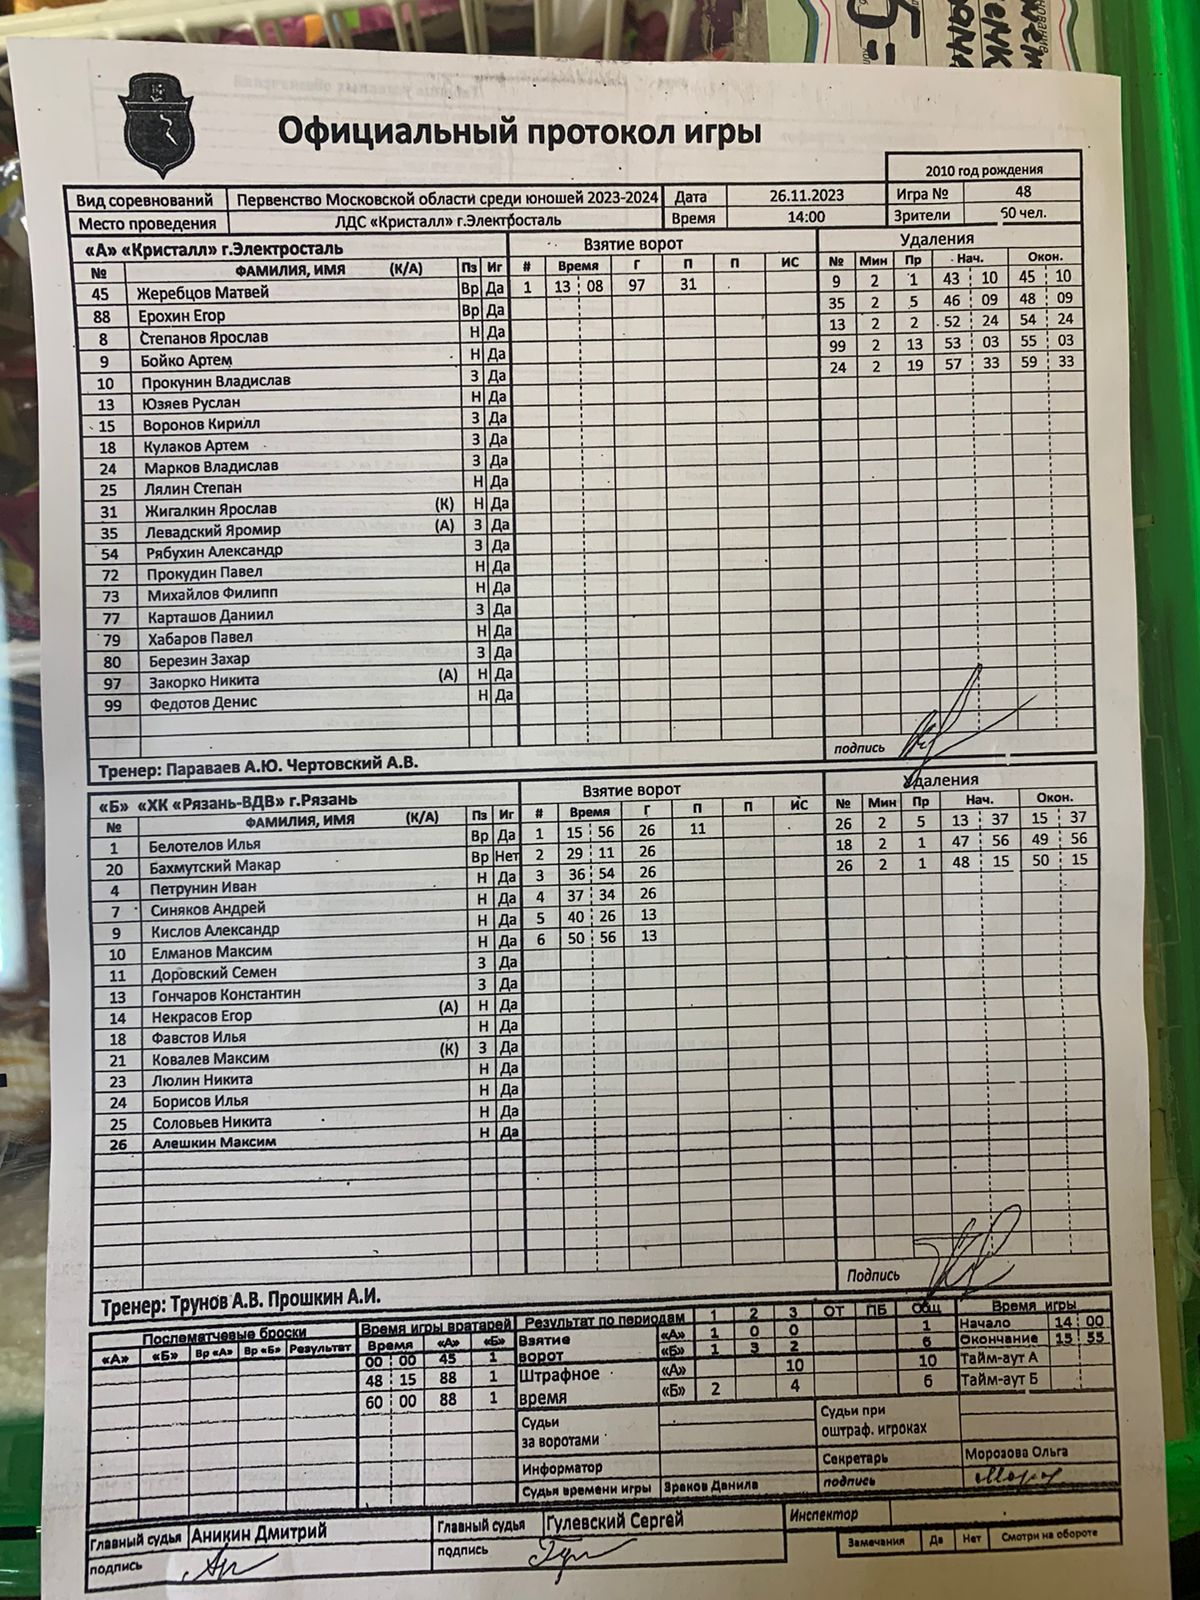 Официальный протокол игры
2010 год рождения
Вид соревнований Первенство Московской области среди юношей 2023-2024 Дата 26.11.2023 Игра № 48
Место проведения ЛДС «Кристалл» г.Электросталь Время 14:00 Зрители 50 чел.
«А» «Кристалл» г.Электросталь Взятие ворот Удаления
№ ФАМИЛИЯ, ИМЯ (К/А) Пз Иг # Время Г П П ИС № Мин Пр Нач. Окон.
45 Жеребцов Матвей Вр Да 1 13 08 97 31 9 2 1 43 10 45 10
88 Ерохин Егор Вр Да 35 2 5 46 09 48 09
8 Степанов Ярослав Н Да 13 2 2 52 24 54 24
9 Бойко Артем Н Да 99 2 13 53 03 55 03
10 Прокунин Владислав З Да 24 2 19 57 33 59 33
13 Юзяев Руслан Н Да
15 Воронов Кирилл З Да
18 Кулаков Артем З Да
24 Марков Владислав З Да
25 Лялин Степан Н Да
31 Жигалкин Ярослав (К) Н Да
35 Левадский Яромир (А) З Да
54 Рябухин Александр З Да
72 Прокудин Павел Н Да
73 Михайлов Филипп Н Да
77 Карташов Даниил З Да
79 Хабаров Павел Н Да
80 Березин Захар З Да
97 Закорко Никита (А) Н Да
99 Федотов Денис Н Да
подпись
Тренер: Параваев А.Ю. Чертовский А.В.
«Б» «ХК «Рязань-ВДВ» г.Рязань Взятие ворот Удаления
№ ФАМИЛИЯ, ИМЯ (К/А) Пз Иг # Время Г П П ИС № Мин Пр Нач. Окон.
1 Белотелов Илья Вр Да 1 15 56 26 11 26 2 5 13 37 15 37
20 Бахмутский Макар Вр Нет 2 29 11 26 18 2 1 47 56 49 56
4 Петрунин Иван Н Да 3 36 54 26 26 2 1 48 15 50 15
7 Синяков Андрей Н Да 4 37 34 26
9 Кислов Александр Н Да 5 40 26 13
10 Елманов Максим Н Да 6 50 56 13
11 Доровский Семен З Да
13 Гончаров Константин З Да
14 Некрасов Егор (А) Н Да
18 Фавстов Илья Н Да
21 Ковалев Максим (К) З Да
23 Люлин Никита Н Да
24 Борисов Илья Н Да
25 Соловьев Никита Н Да
26 Алешкин Максим Н Да
Подпись
Тренер: Трунов А.В. Прошкин А.И.
Послематчевые броски Время игры вратарей Результат по периодам 1 2 3 ОТ ПБ Общ Время игры
«А» «Б» Вр «А» Вр «Б» Результат Время «А» «Б» Взятие ворот «А» 1 0 0 1 Начало 14 00
00 00 45 1 «Б» 1 3 2 6 Окончание 15 55
48 15 88 1 Штрафное время «А» 10 10 Тайм-аут А
60 00 88 1 «Б» 2 4 6 Тайм-аут Б
Судьи за воротами Судьи при оштраф. игроках
Информатор Секретарь Морозова Ольга
Судья времени игры Зраков Данила подпись
Главный судья Аникин Дмитрий Главный судья Гулевский Сергей Инспектор
подпись подпись Замечания Да Нет Смотри на обороте